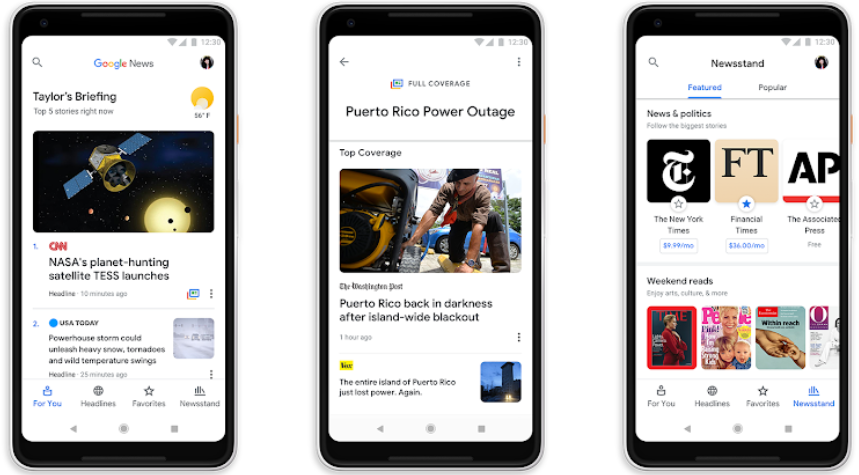 12:30
Google News
Taylor's Briefing
Top 5 stories right now
56° F
1.
CNN
NASA's planet-hunting
satellite TESS launches
Headline · 10 minutes ago
2.
USA TODAY
Powerhouse storm could
unleash heavy snow, tornadoes
and wild temperature swings
Headline · 25 minutes ago
For You
Headlines
Favorites
Newsstand
12:30
FULL COVERAGE
Puerto Rico Power Outage
Top Coverage
The Washington Post
Puerto Rico back in darkness
after island-wide blackout
1 hour ago
Vox
The entire island of Puerto Rico
just lost power. Again.
12:30
Newsstand
Featured
Popular
News & politics
Follow the biggest stories
FT
AP
The New York
Times
$9.99/mo
Financial
Times
$36.00/mo
The Associated
Press
Free
Weekend reads
Enjoy arts, culture, & more
TIME
People
Within reach
O
For You
Headlines
Favorites
Newsstand